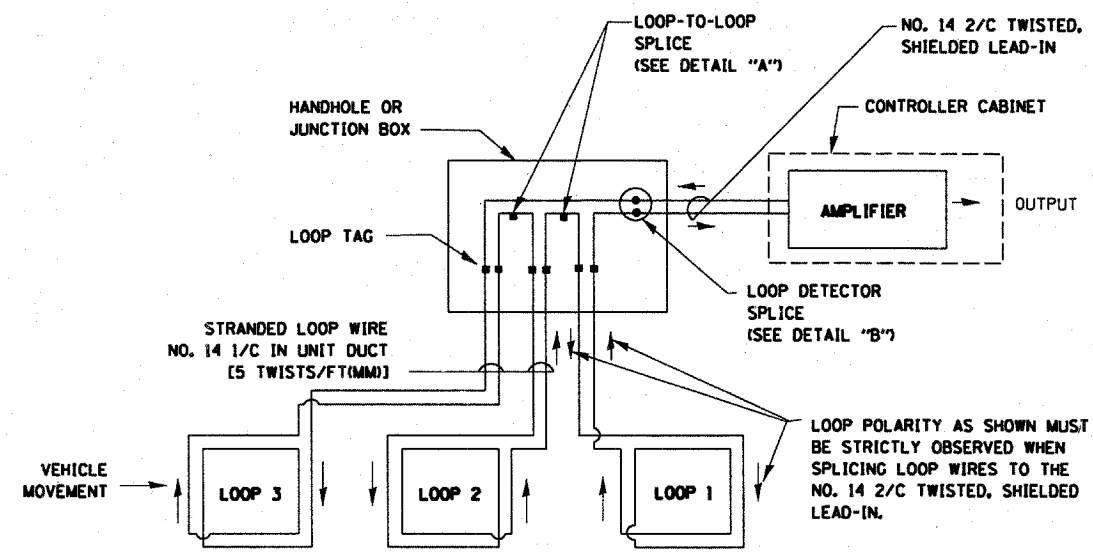 LOOP-TO-LOOP
SPLICE
(SEE DETAIL "A")
NO. 14 2/C TWISTED,
SHIELDED LEAD-IN
HANDHOLE OR
JUNCTION BOX
CONTROLLER CABINET
AMPLIFIER
OUTPUT
LOOP TAG
LOOP DETECTOR
SPLICE
(SEE DETAIL "B")
STRANDED LOOP WIRE
NO. 14 1/C IN UNIT DUCT
[5 TWISTS/FT(MM)]
LOOP POLARITY AS SHOWN MUST
BE STRICTLY OBSERVED WHEN
SPLICING LOOP WIRES TO THE
NO. 14 2/C TWISTED, SHIELDED
LEAD-IN.
VEHICLE
MOVEMENT
LOOP 3
LOOP 2
LOOP 1